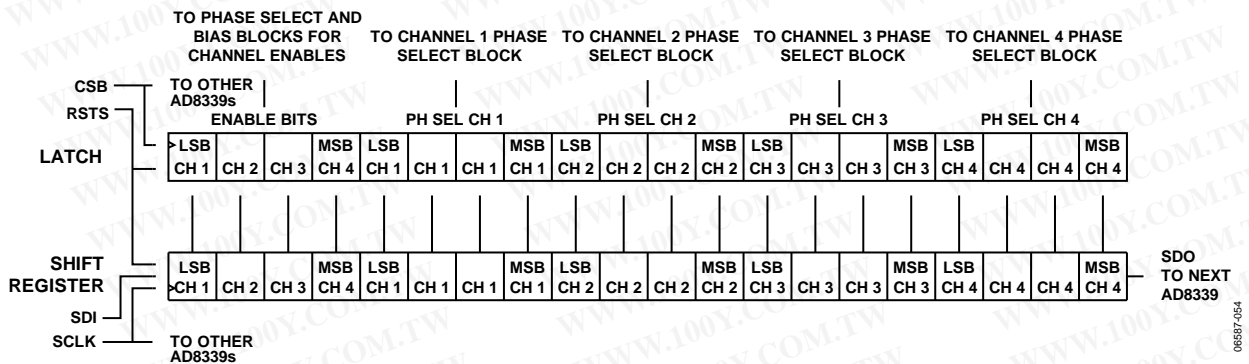 TO PHASE SELECT AND
BIAS BLOCKS FOR
CHANNEL ENABLES
TO CHANNEL 1 PHASE
SELECT BLOCK
TO CHANNEL 2 PHASE
SELECT BLOCK
TO CHANNEL 3 PHASE
SELECT BLOCK
TO CHANNEL 4 PHASE
SELECT BLOCK
CSB
TO OTHER
AD8339s
RSTS
ENABLE BITS
PH SEL CH 1
PH SEL CH 2
PH SEL CH 3
PH SEL CH 4
LATCH
LSB MSB LSB MSB LSB MSB LSB MSB LSB MSB
CH 1 CH 2 CH 3 CH 4 CH 1 CH 1 CH 1 CH 1 CH 2 CH 2 CH 2 CH 2 CH 3 CH 3 CH 3 CH 3 CH 4 CH 4 CH 4 CH 4
SHIFT
REGISTER
LSB MSB LSB MSB LSB MSB LSB MSB LSB MSB
CH 1 CH 2 CH 3 CH 4 CH 1 CH 1 CH 1 CH 1 CH 2 CH 2 CH 2 CH 2 CH 3 CH 3 CH 3 CH 3 CH 4 CH 4 CH 4 CH 4
SDO
TO NEXT
AD8339
SDI
SCLK
TO OTHER
AD8339s
06587-054
WWW.100Y.COM.TW